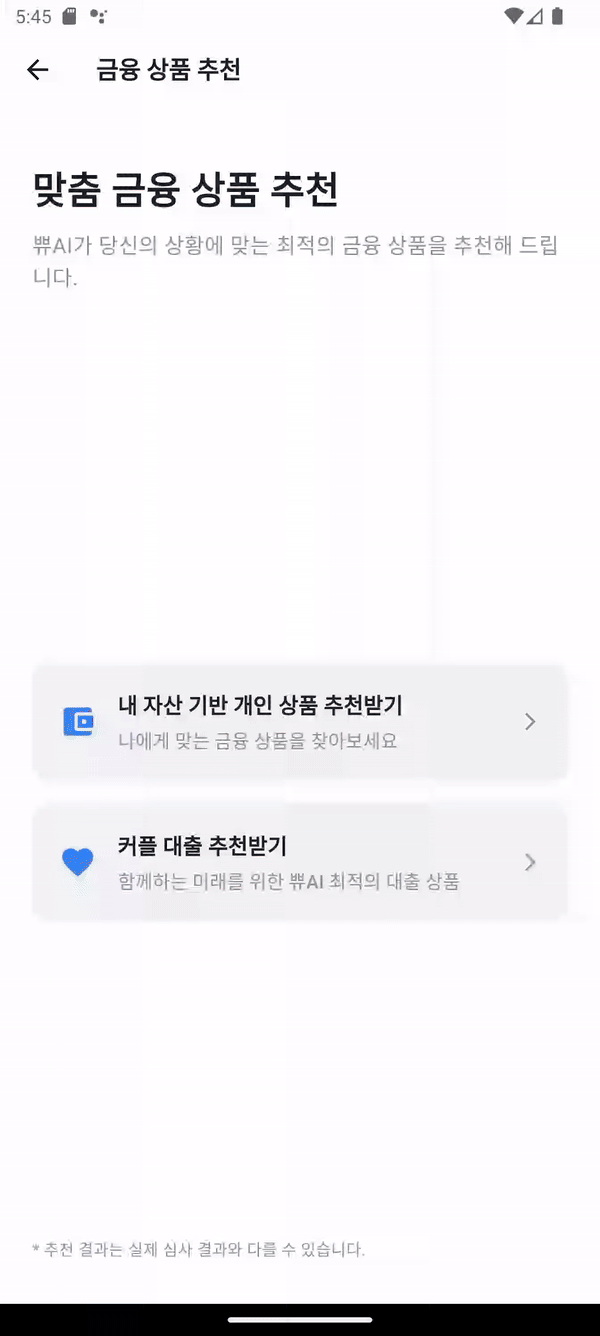 5:45
금융 상품 추천
맞춤 금융 상품 추천
쀼AI가 당신의 상황에 맞는 최적의 금융 상품을 추천해 드립
니다.
내 자산 기반 개인 상품 추천받기
나에게 맞는 금융 상품을 찾아보세요
커플 대출 추천받기
함께하는 미래를 위한 쀼AI 최적의 대출 상품
* 추천 결과는 실제 심사 결과와 다를 수 있습니다.